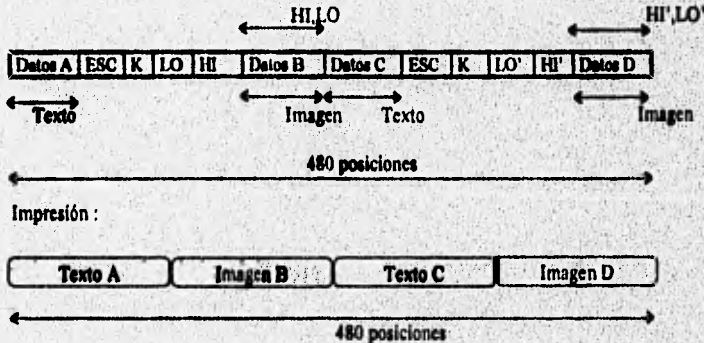 HI,LO HI',LO'
Datos A ESC K LO HI Datos B Datos C ESC K LO' HI' Datos D
Texto Imagen Texto Imagen
480 posiciones
Impresión :
Texto A Imagen B Texto C Imagen D
480 posiciones